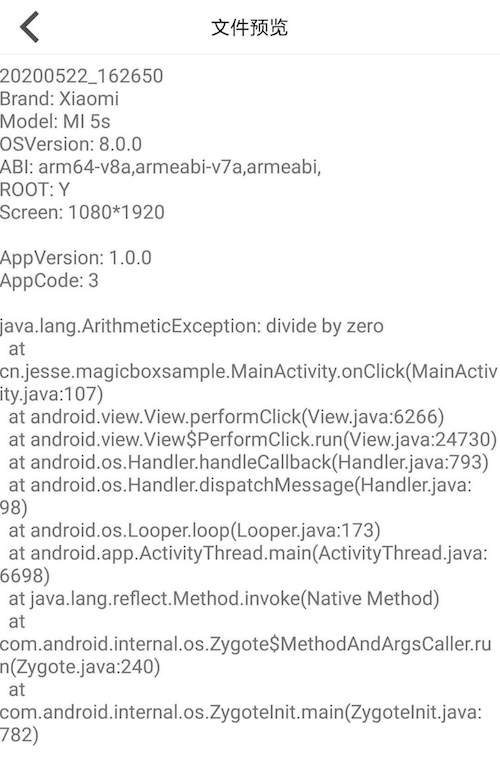 文件预览
20200522_162650
Brand: Xiaomi
Model: MI 5s
OSVersion: 8.0.0
ABI: arm64-v8a,armeabi-v7a,armeabi,
ROOT: Y
Screen: 1080*1920
AppVersion: 1.0.0
AppCode: 3
java.lang.ArithmeticException: divide by zero
at
cn.jesse.magicboxsample.MainActivity.onClick(MainActiv
ity.java:107)
at android.view.View.performClick(View.java:6266)
at android.view.View$PerformClick.run(View.java:24730)
at android.os.Handler.handleCallback(Handler.java:793)
at android.os.Handler.dispatchMessage(Handler.java:
98)
at android.os.Looper.loop(Looper.java:173)
at android.app.ActivityThread.main(ActivityThread.java:
6698)
at java.lang.reflect.Method.invoke(Native Method)
at
com.android.internal.os.Zygote$MethodAndArgsCaller.ru
n(Zygote.java:240)
at
com.android.internal.os.ZygoteInit.main(ZygoteInit.java:
782)